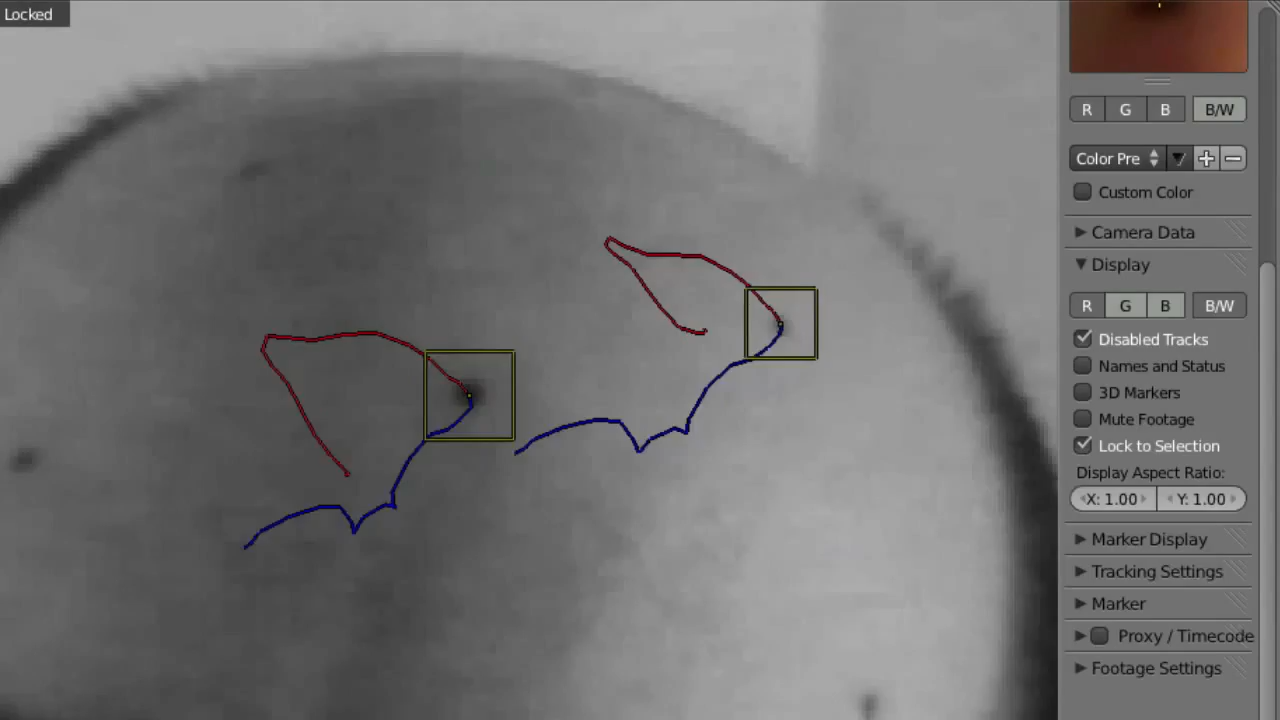 Locked
R G B B/W
Color Pre
Custom Color
Camera Data
Display
R G B B/W
Disabled Tracks
Names and Status
3D Markers
Mute Footage
Lock to Selection
Display Aspect Ratio:
X: 1.00 Y: 1.00
Marker Display
Tracking Settings
Marker
Proxy / Timecode
Footage Settings